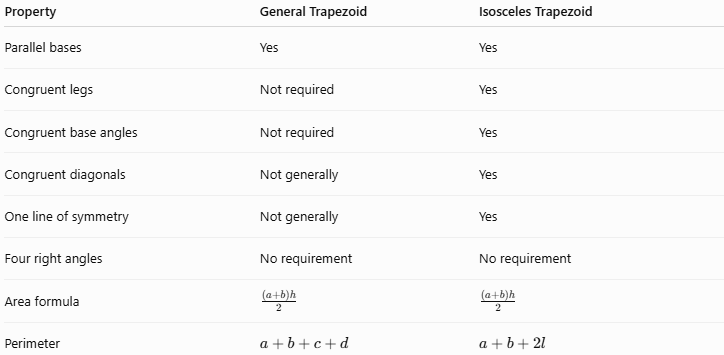 Property General Trapezoid Isosceles Trapezoid
Parallel bases Yes Yes
Congruent legs Not required Yes
Congruent base angles Not required Yes
Congruent diagonals Not generally Yes
One line of symmetry Not generally Yes
Four right angles No requirement No requirement
Area formula (a+b)h/2 (a+b)h/2
Perimeter a + b + c + d a + b + 2l